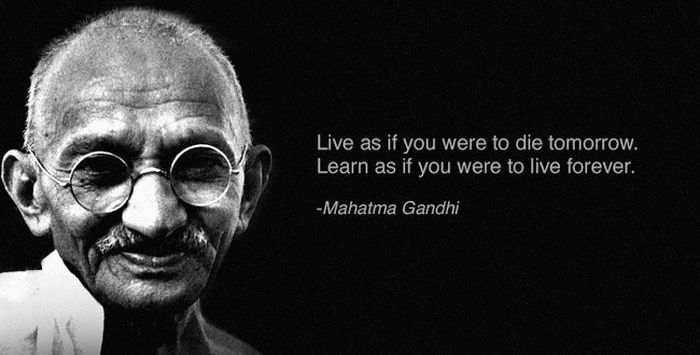 Live as if you were to die tomorrow.
Learn as if you were to live forever.
-Mahatma Gandhi